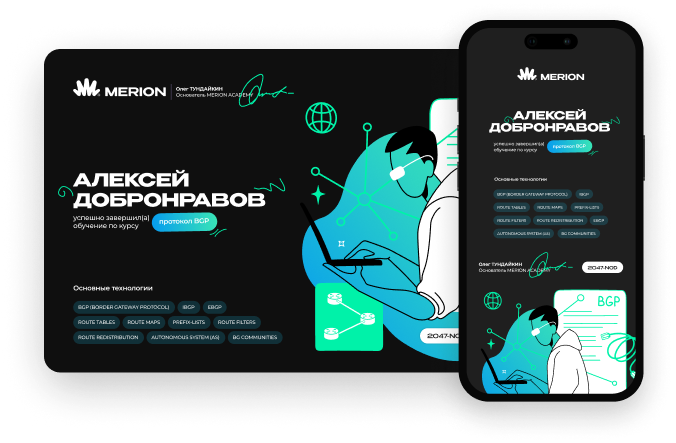 MERION
Олег ТУНДАЙКИН
Основатель MERION ACADEMY
АЛЕКСЕЙ
ДОБРОНРАВОВ
успешно завершил(а)
обучение по курсу
протокол BGP
Основные технологии
BGP (BORDER GATEWAY PROTOCOL) IBGP EBGP
ROUTE TABLES ROUTE MAPS PREFIX-LISTS ROUTE FILTERS
ROUTE REDISTRIBUTION AUTONOMOUS SYSTEM (AS) BG COMMUNITIES
2047-NO
MERION
АЛЕКСЕЙ
ДОБРОНРАВОВ
успешно завершил(а)
обучение по курсу
протокол BGP
Основные технологии
BGP (BORDER GATEWAY PROTOCOL) IBGP
ROUTE TABLES ROUTE MAPS PREFIX-LISTS
ROUTE FILTERS ROUTE REDISTRIBUTION EBGP
AUTONOMOUS SYSTEM (AS) BG COMMUNITIES
Олег ТУНДАЙКИН
Основатель MERION ACADEMY
2047-NO9
BGP